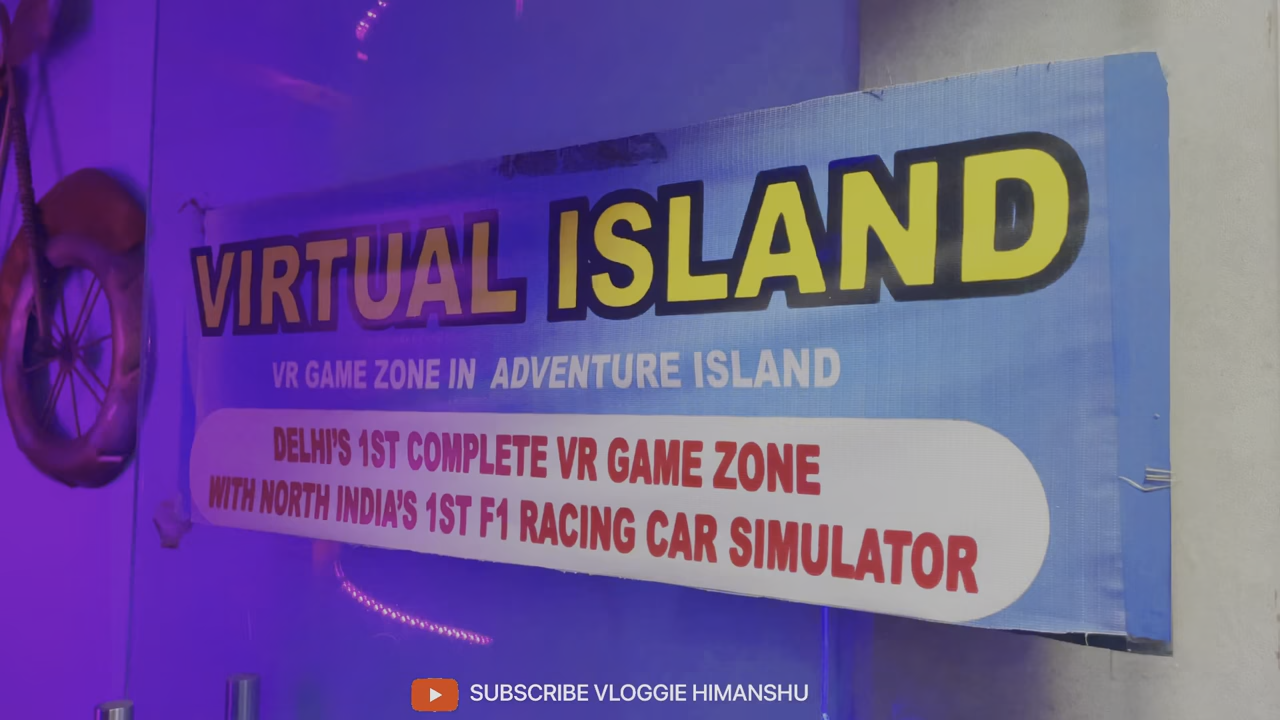 VIRTUAL ISLAND
VR GAME ZONE IN ADVENTURE ISLAND
DELHI'S 1ST COMPLETE VR GAME ZONE
WITH NORTH INDIA'S 1ST F1 RACING CAR SIMULATOR
SUBSCRIBE VLOGGIE HIMANSHU